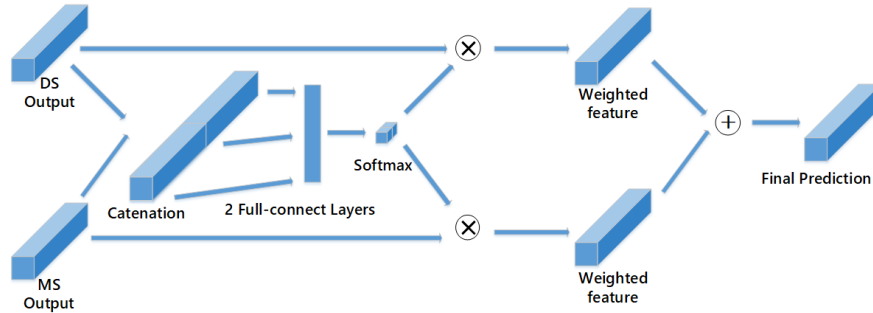 DS
Output
Catenation
2 Full-connect Layers
Softmax
MS
Output
Weighted
feature
Weighted
feature
Final Prediction